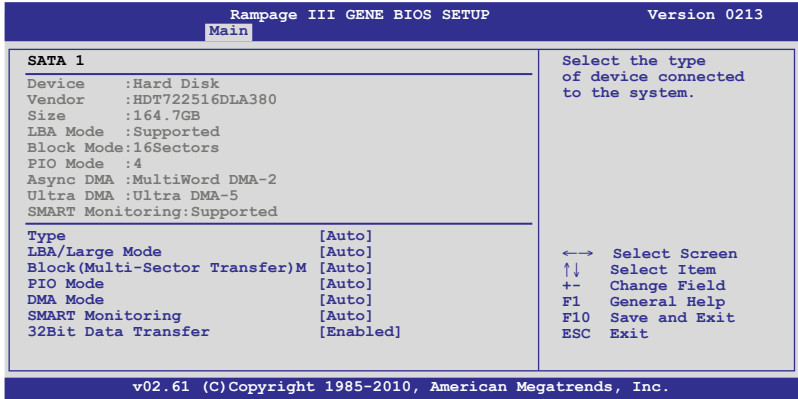 Rampage III GENE BIOS SETUP Version 0213
Main
SATA 1
Device :Hard Disk
Vendor :HDT722516DLA380
Size :164.7GB
LBA Mode :Supported
Block Mode:16Sectors
PIO Mode :4
Async DMA :MultiWord DMA-2
Ultra DMA :Ultra DMA-5
SMART Monitoring:Supported
Type [Auto]
LBA/Large Mode [Auto]
Block(Multi-Sector Transfer)M [Auto]
PIO Mode [Auto]
DMA Mode [Auto]
SMART Monitoring [Auto]
32Bit Data Transfer [Enabled]
Select the type
of device connected
to the system.
←→ Select Screen
↑↓ Select Item
+- Change Field
F1 General Help
F10 Save and Exit
ESC Exit
v02.61 (C)Copyright 1985-2010, American Megatrends, Inc.